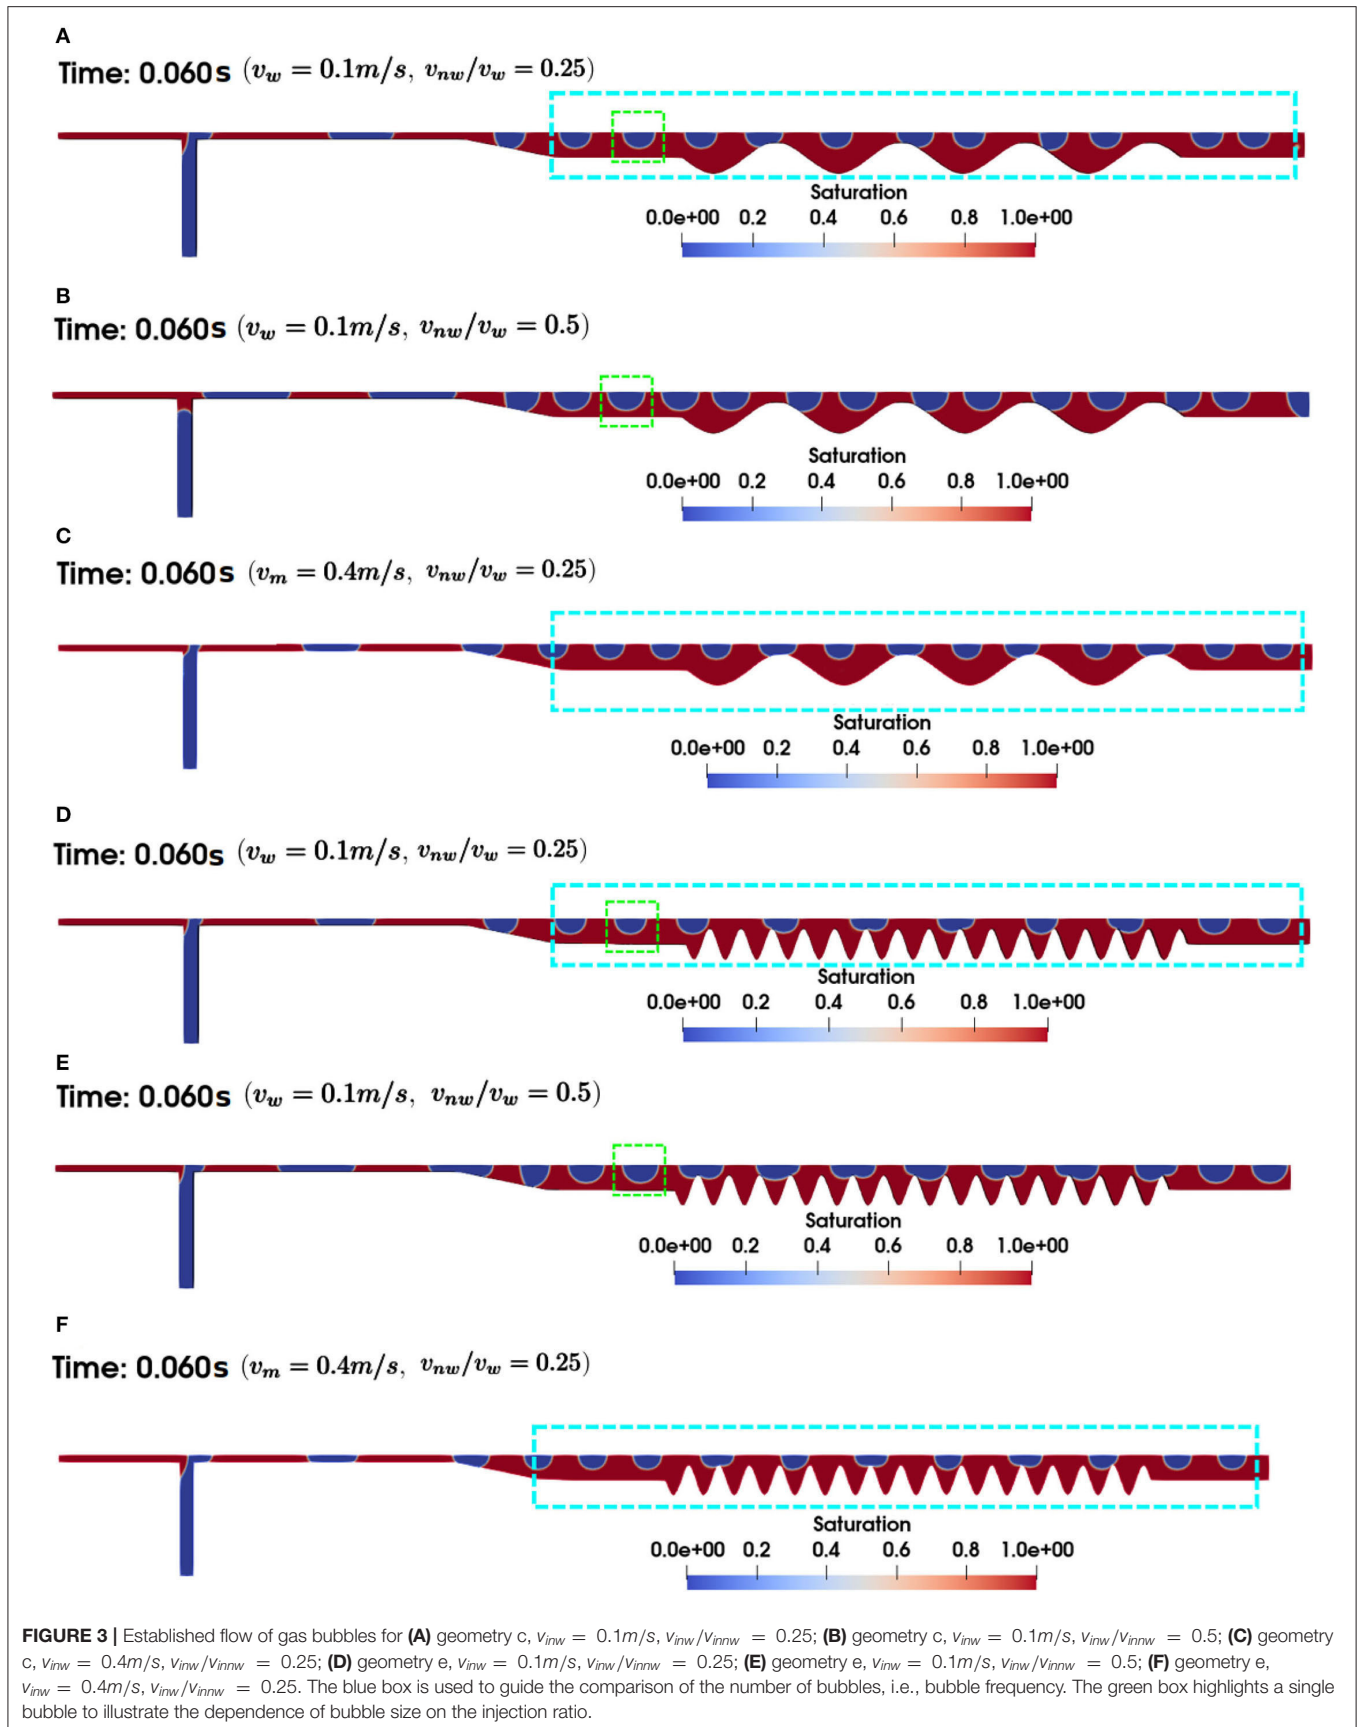 A
Time: 0.060s (v_w = 0.1m/s, v_nw/v_w = 0.25)
Saturation
0.0e+00 0.2 0.4 0.6 0.8 1.0e+00
B
Time: 0.060s (v_w = 0.1m/s, v_nw/v_w = 0.5)
Saturation
0.0e+00 0.2 0.4 0.6 0.8 1.0e+00
C
Time: 0.060s (v_m = 0.4m/s, v_nw/v_w = 0.25)
Saturation
0.0e+00 0.2 0.4 0.6 0.8 1.0e+00
D
Time: 0.060s (v_w = 0.1m/s, v_nw/v_w = 0.25)
Saturation
0.0e+00 0.2 0.4 0.6 0.8 1.0e+00
E
Time: 0.060s (v_w = 0.1m/s, v_nw/v_w = 0.5)
Saturation
0.0e+00 0.2 0.4 0.6 0.8 1.0e+00
F
Time: 0.060s (v_m = 0.4m/s, v_nw/v_w = 0.25)
Saturation
0.0e+00 0.2 0.4 0.6 0.8 1.0e+00
FIGURE 3 | Established flow of gas bubbles for (A) geometry c, v_inw = 0.1m/s, v_inw/v_innw = 0.25; (B) geometry c, v_inw = 0.1m/s, v_inw/v_innw = 0.5; (C) geometry
c, v_inw = 0.4m/s, v_inw/v_innw = 0.25; (D) geometry e, v_inw = 0.1m/s, v_inw/v_innw = 0.25; (E) geometry e, v_inw = 0.1m/s, v_inw/v_innw = 0.5; (F) geometry e,
v_inw = 0.4m/s, v_inw/v_innw = 0.25. The blue box is used to guide the comparison of the number of bubbles, i.e., bubble frequency. The green box highlights a single
bubble to illustrate the dependence of bubble size on the injection ratio.